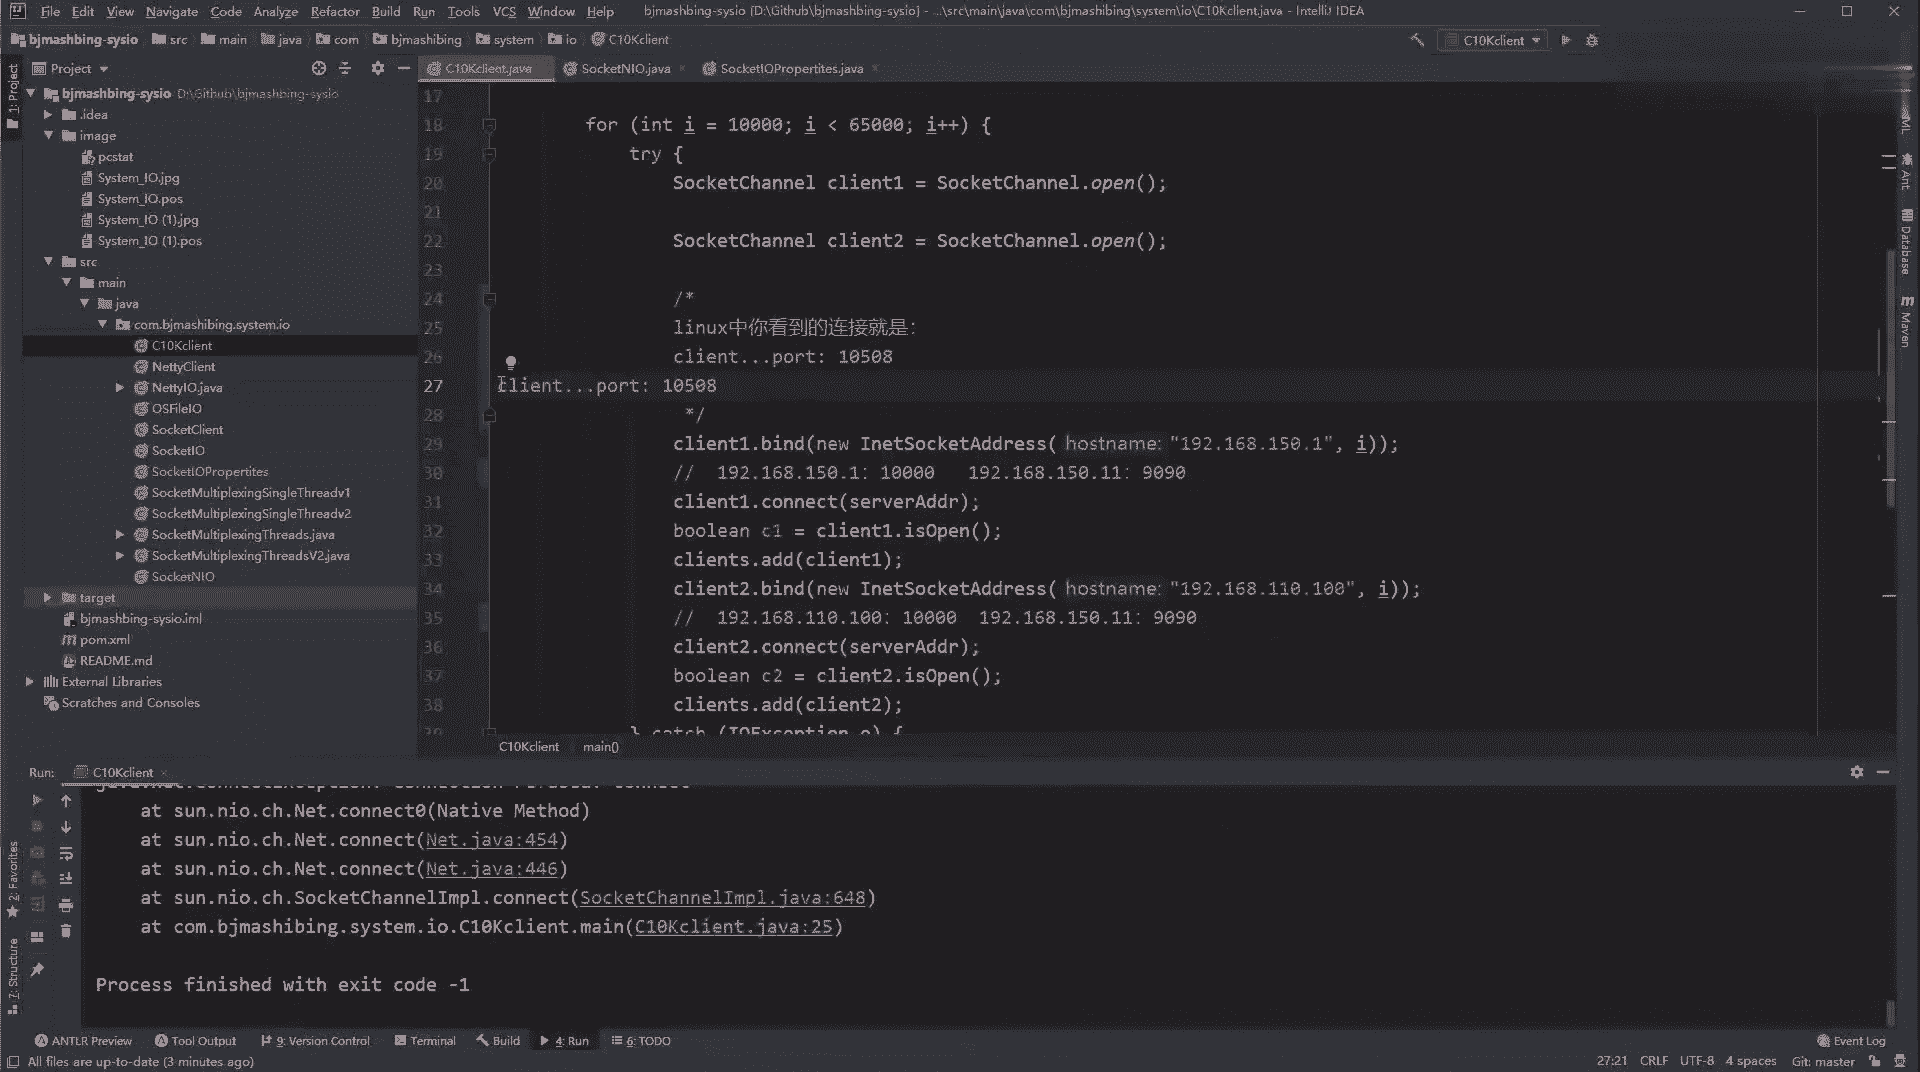 File Edit View Navigate Code Analyze Refactor Build Run Tools VCS Window Help bjmashbing-sysio [D:\Github\bjmashbing-sysio] - ...\src\main\java\com\bjmashibing\system\io\C10Kclient.java - IntelliJ IDEA
bjmashbing-sysio src main java com bjmashibing system io C10Kclient C10Kclient
1: Project
Project C10Kclient.java SocketNIO.java SocketIOPropertites.java
bjmashbing-sysio D:\Github\bjmashbing-sysio
.idea
image
pcstat
System_IO.jpg
System_IO.pos
System_IO (1).jpg
System_IO (1).pos
src
main
java
com.bjmashibing.system.io
C10Kclient
NettyClient
NettyIO.java
OSFileIO
SocketClient
SocketIO
SocketIOPropertites
SocketMultiplexingSingleThreadv1
SocketMultiplexingSingleThreadv2
SocketMultiplexingThreads.java
SocketMultiplexingThreadsV2.java
SocketNIO
target
bjmashbing-sysio.iml
pom.xml
README.md
External Libraries
Scratches and Consoles
17
18 for (int i = 10000; i < 65000; i++) {
19 try {
20 SocketChannel client1 = SocketChannel.open();
21
22 SocketChannel client2 = SocketChannel.open();
23
24 /*
25 linux中你看到的连接就是：
26 client...port: 10508
27 client...port: 10508
28 */
29 client1.bind(new InetSocketAddress( hostname: "192.168.150.1", i));
30 // 192.168.150.1：10000 192.168.150.11：9090
31 client1.connect(serverAddr);
32 boolean c1 = client1.isOpen();
33 clients.add(client1);
34 client2.bind(new InetSocketAddress( hostname: "192.168.110.100", i));
35 // 192.168.110.100：10000 192.168.150.11：9090
36 client2.connect(serverAddr);
37 boolean c2 = client2.isOpen();
38 clients.add(client2);
39 } catch (IOException e) {
C10Kclient main()
Ant
Database
Maven
Run: C10Kclient
at sun.nio.ch.Net.connect0(Native Method)
at sun.nio.ch.Net.connect(Net.java:454)
at sun.nio.ch.Net.connect(Net.java:446)
at sun.nio.ch.SocketChannelImpl.connect(SocketChannelImpl.java:648)
at com.bjmashibing.system.io.C10Kclient.main(C10Kclient.java:25)
Process finished with exit code -1
2: Favorites
7: Structure
ANTLR Preview Tool Output 9: Version Control Terminal Build 4: Run 6: TODO Event Log
All files are up-to-date (3 minutes ago) 27:21 CRLF UTF-8 4 spaces Git: master